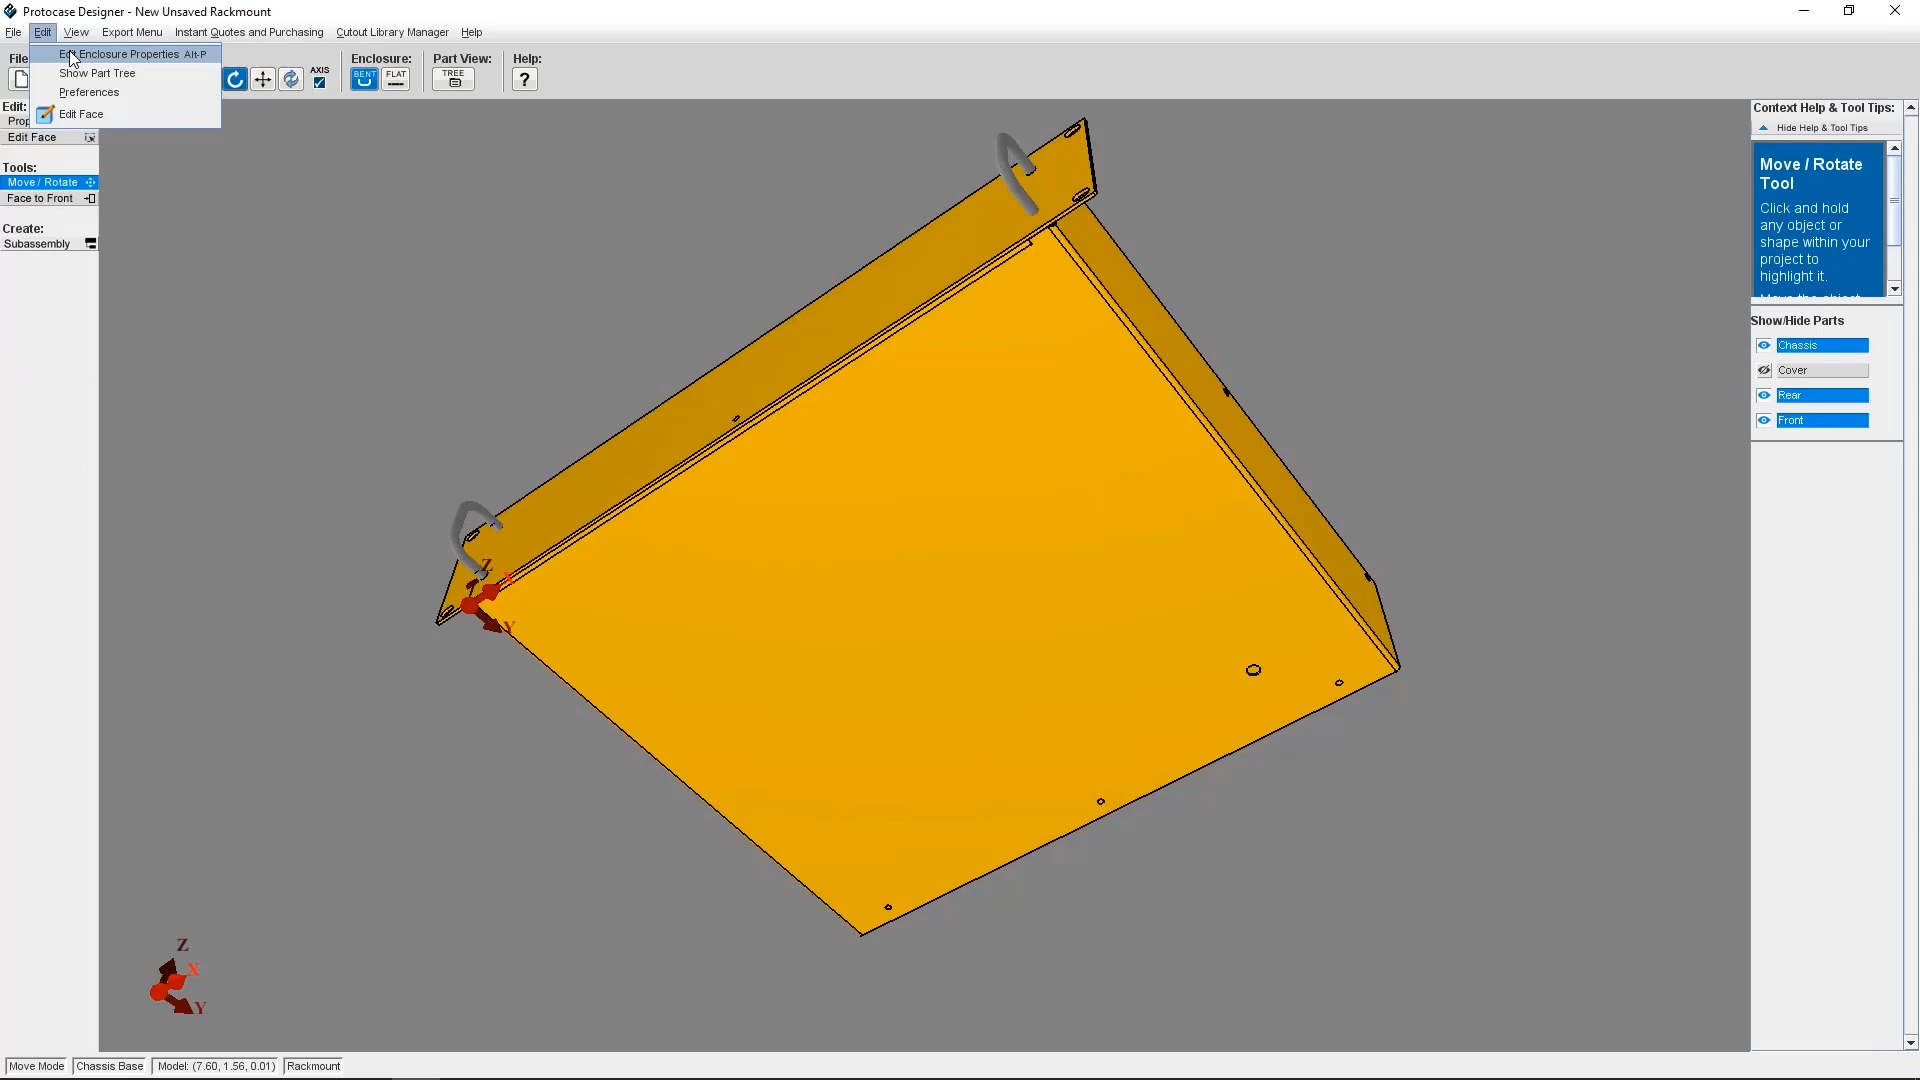 Protocase Designer - New Unsaved Rackmount
File Edit View Export Menu Instant Quotes and Purchasing Cutout Library Manager Help
Edit Enclosure Properties Alt-P
Show Part Tree
Preferences
Edit Face
File
AXIS
Enclosure:
BENT
FLAT
Part View:
TREE
Help:
?
Edit:
Prop
Edit Face
Tools:
Move / Rotate
Face to Front
Create:
Subassembly
Context Help & Tool Tips:
Hide Help & Tool Tips
Move / Rotate
Tool
Click and hold
any object or
shape within your
project to
highlight it.
Move the object
Show/Hide Parts
Chassis
Cover
Rear
Front
Z
X
Y
Z
X
Y
Move Mode
Chassis Base
Model: (7.60, 1.56, 0.01)
Rackmount